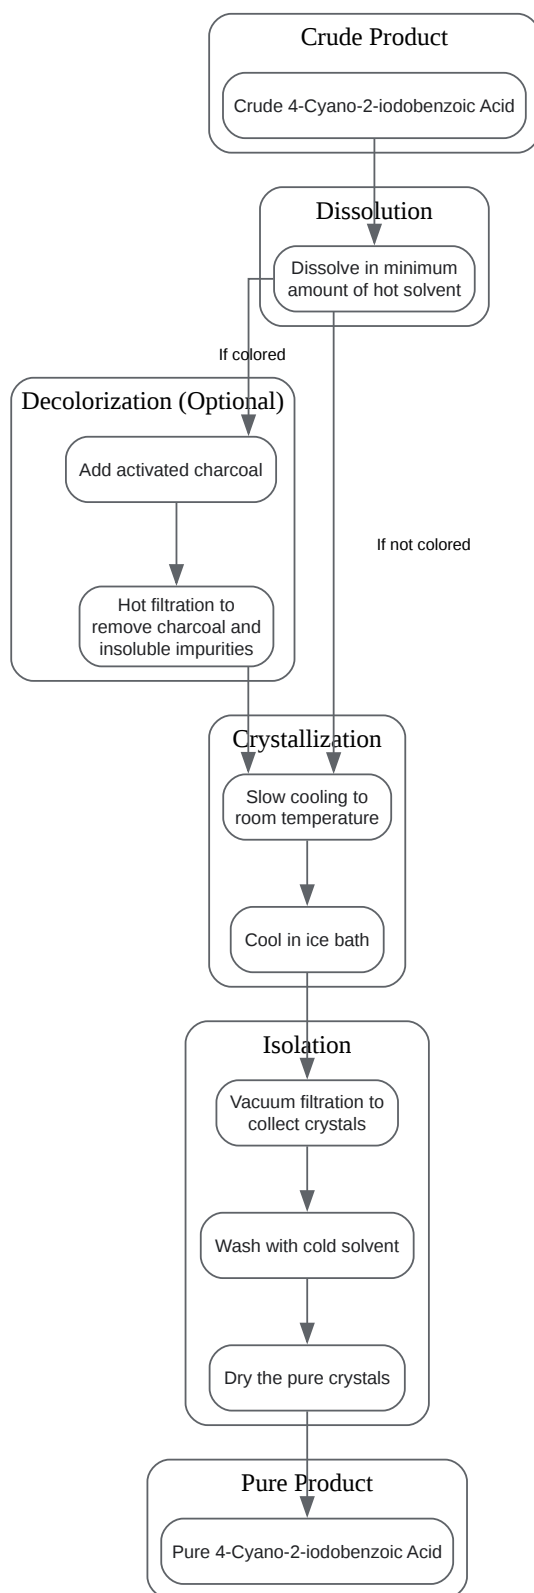 Crude Product
Crude 4-Cyano-2-iodobenzoic Acid
Dissolution
Dissolve in minimum
amount of hot solvent
If colored
Decolorization (Optional)
Add activated charcoal
If not colored
Hot filtration to
remove charcoal and
insoluble impurities
Crystallization
Slow cooling to
room temperature
Cool in ice bath
Isolation
Vacuum filtration to
collect crystals
Wash with cold solvent
Dry the pure crystals
Pure Product
Pure 4-Cyano-2-iodobenzoic Acid